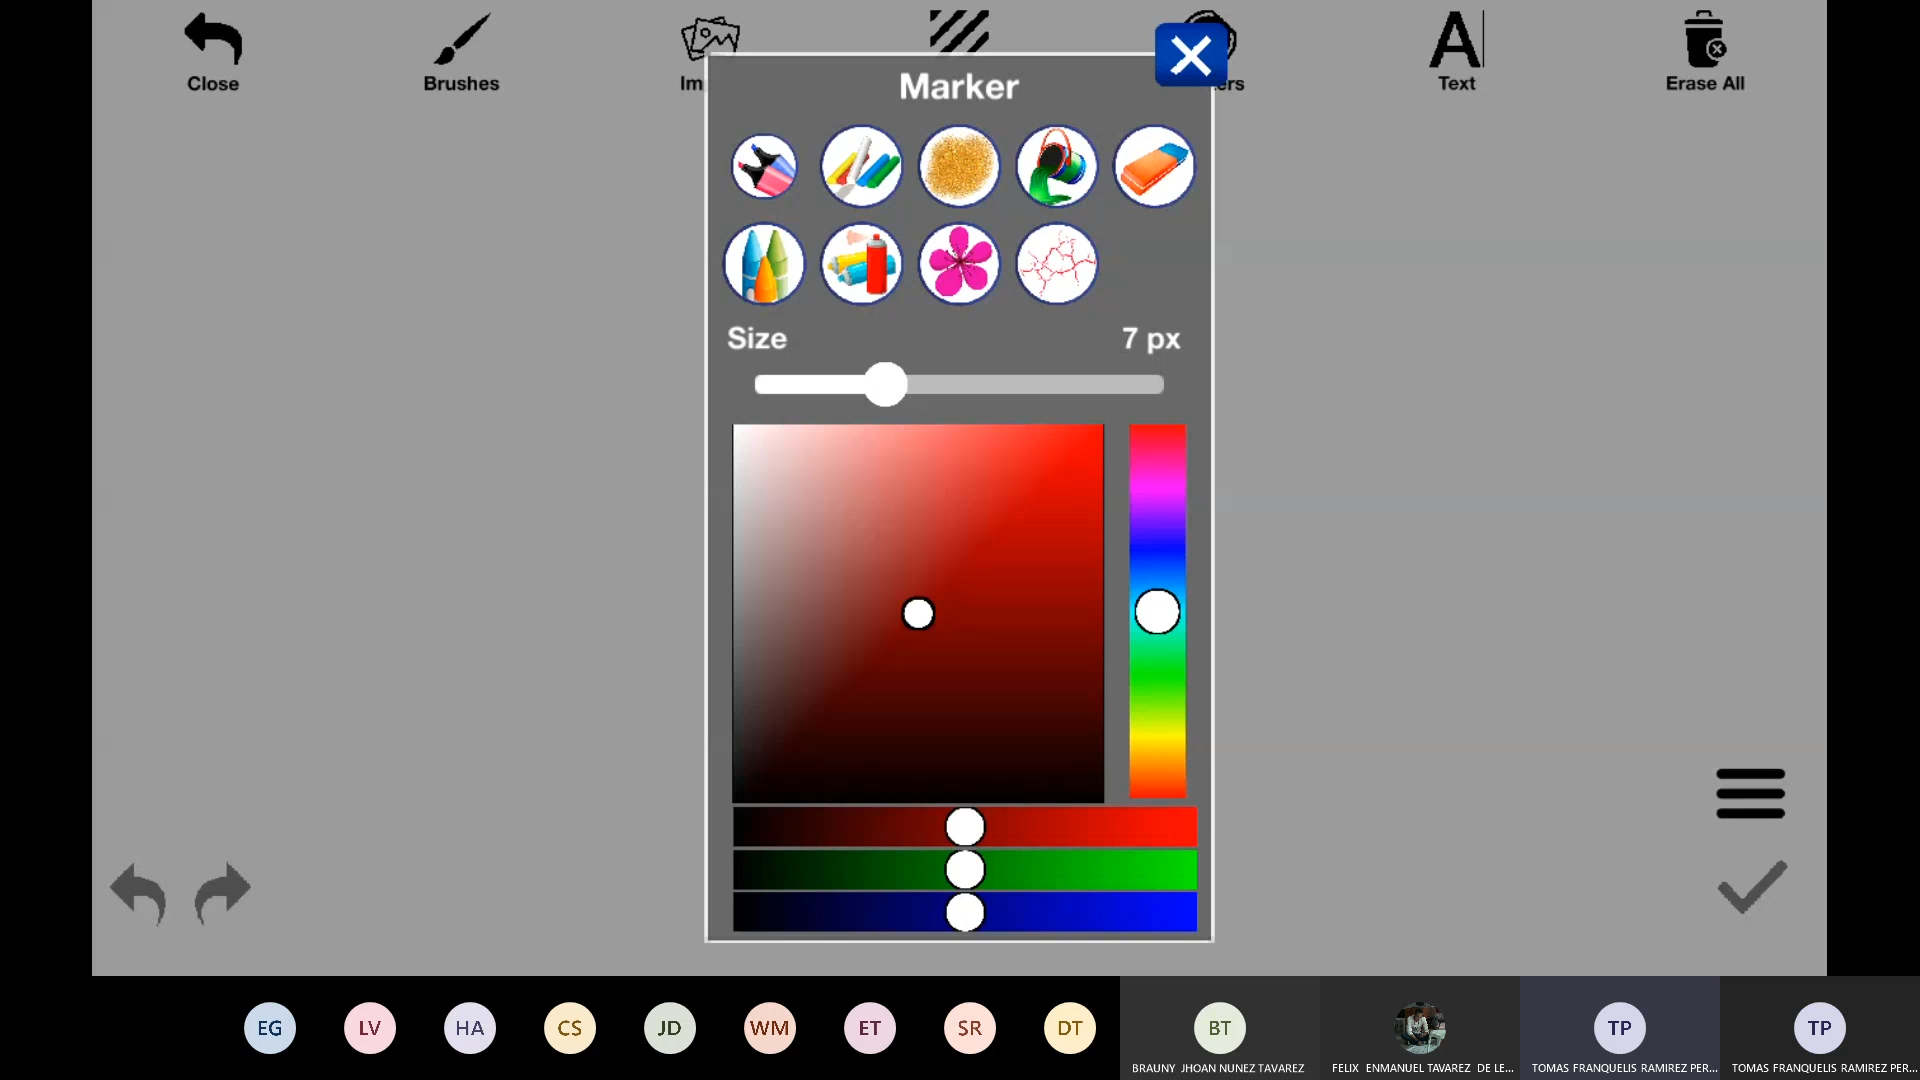 Close
Brushes
Im
ers
Text
Erase All
Marker
Size
7 px
EG
LV
HA
CS
JD
WM
ET
SR
DT
BT
TP
TP
BRAUNY JHOAN NUNEZ TAVAREZ
FELIX ENMANUEL TAVAREZ DE LE...
TOMAS FRANQUELIS RAMIREZ PER...
TOMAS FRANQUELIS RAMIREZ PER...